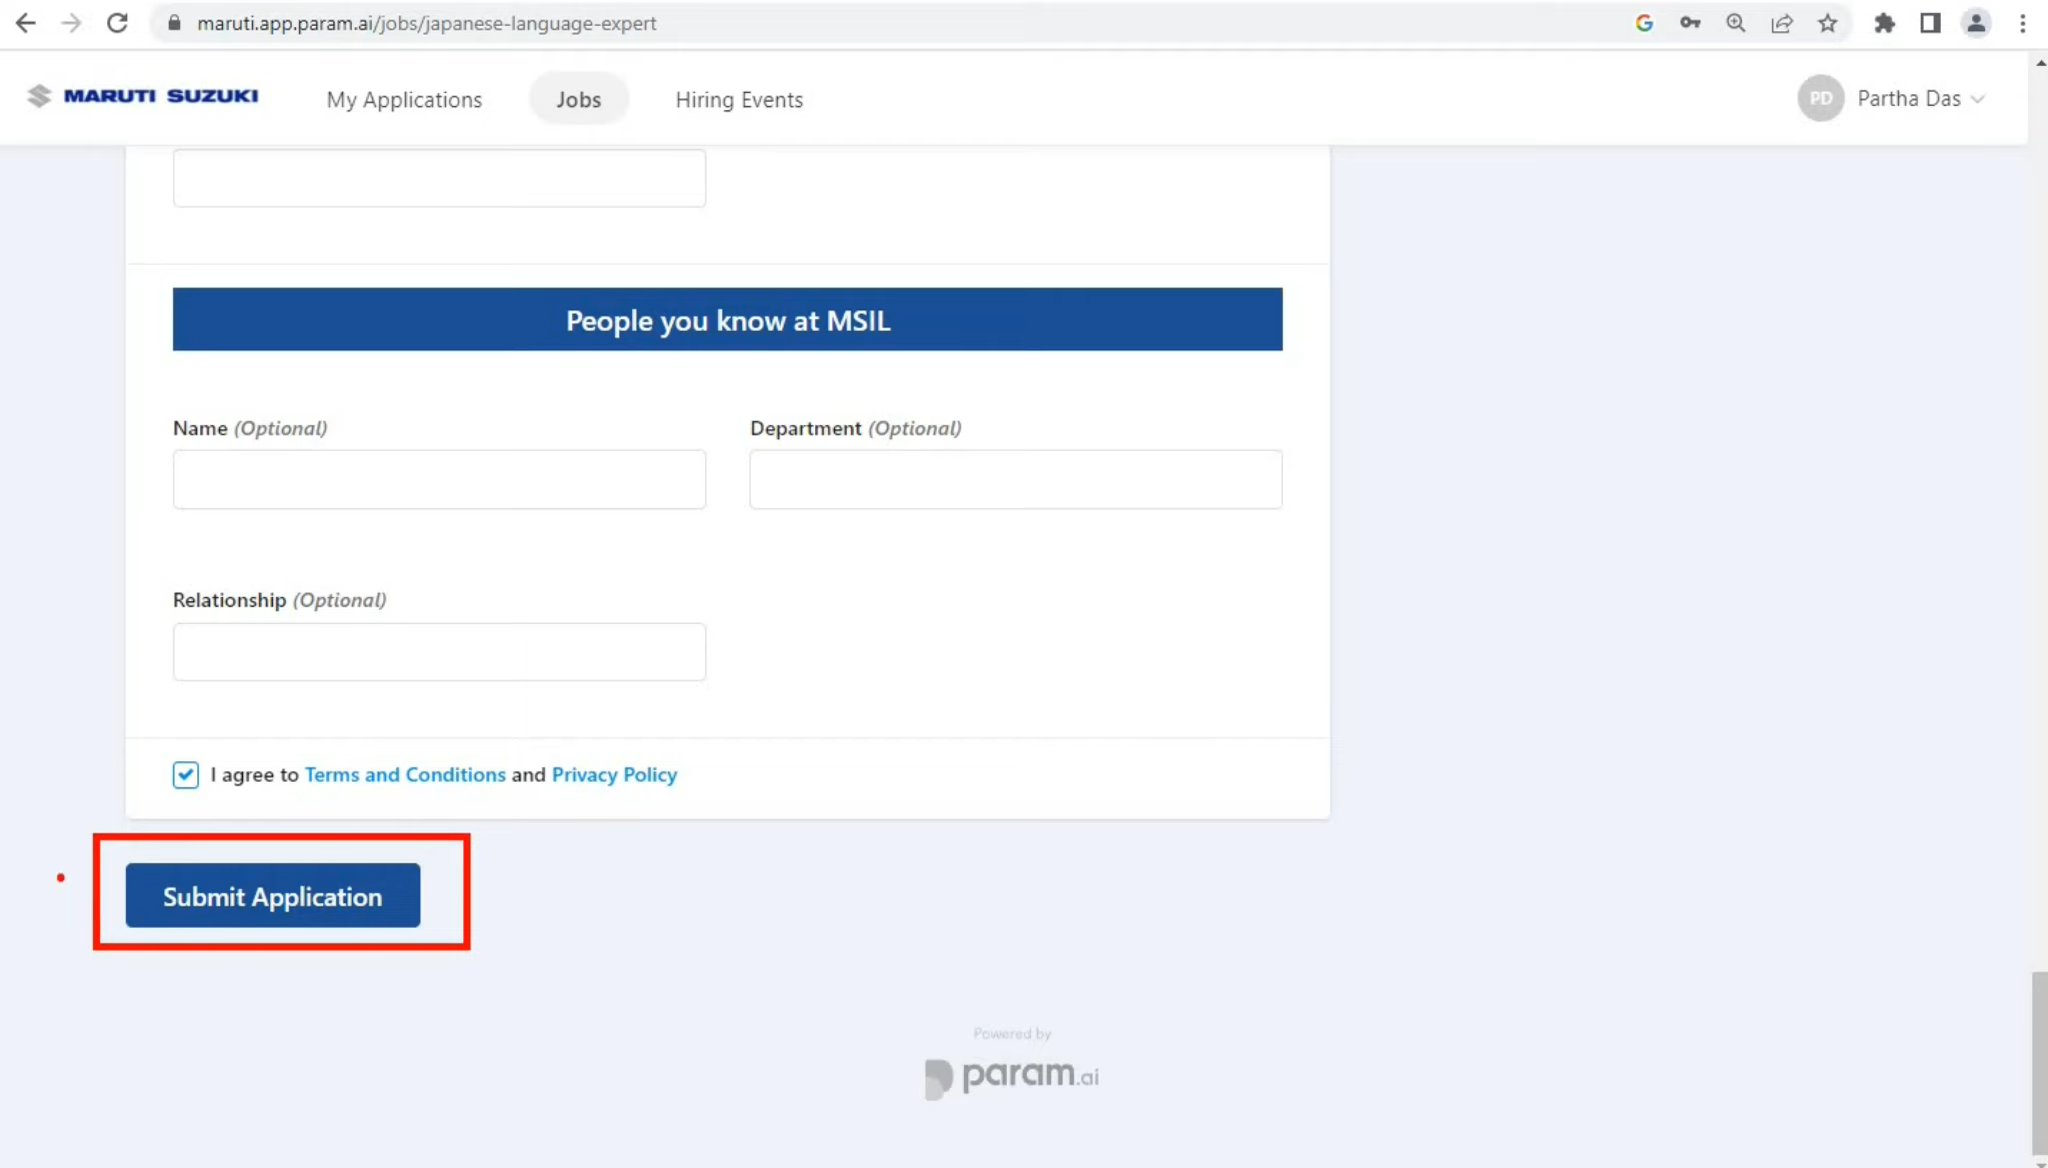 maruti.app.param.ai/jobs/japanese-language-expert
MARUTI SUZUKI
My Applications
Jobs
Hiring Events
PD
Partha Das
People you know at MSIL
Name (Optional)
Department (Optional)
Relationship (Optional)
I agree to Terms and Conditions and Privacy Policy
Submit Application
Powered by
param.ai